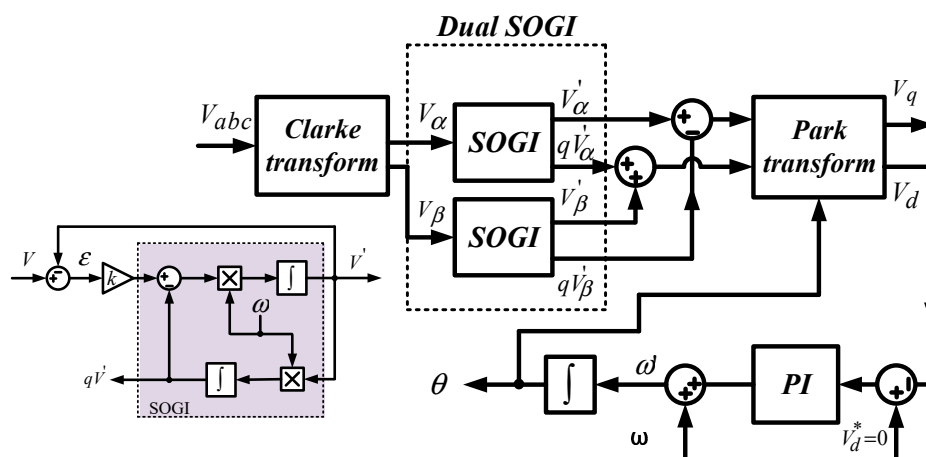 Dual SOGI
V_abc
Clarke
transform
V_α
SOGI
V'_α
qV'_α
V_β
SOGI
V'_β
qV'_β
Park
transform
V_q
V_d
V
ε
k
ω
∫
∫
V'
qV'
SOGI
θ
∫
ω'
ω
PI
V*_d=0